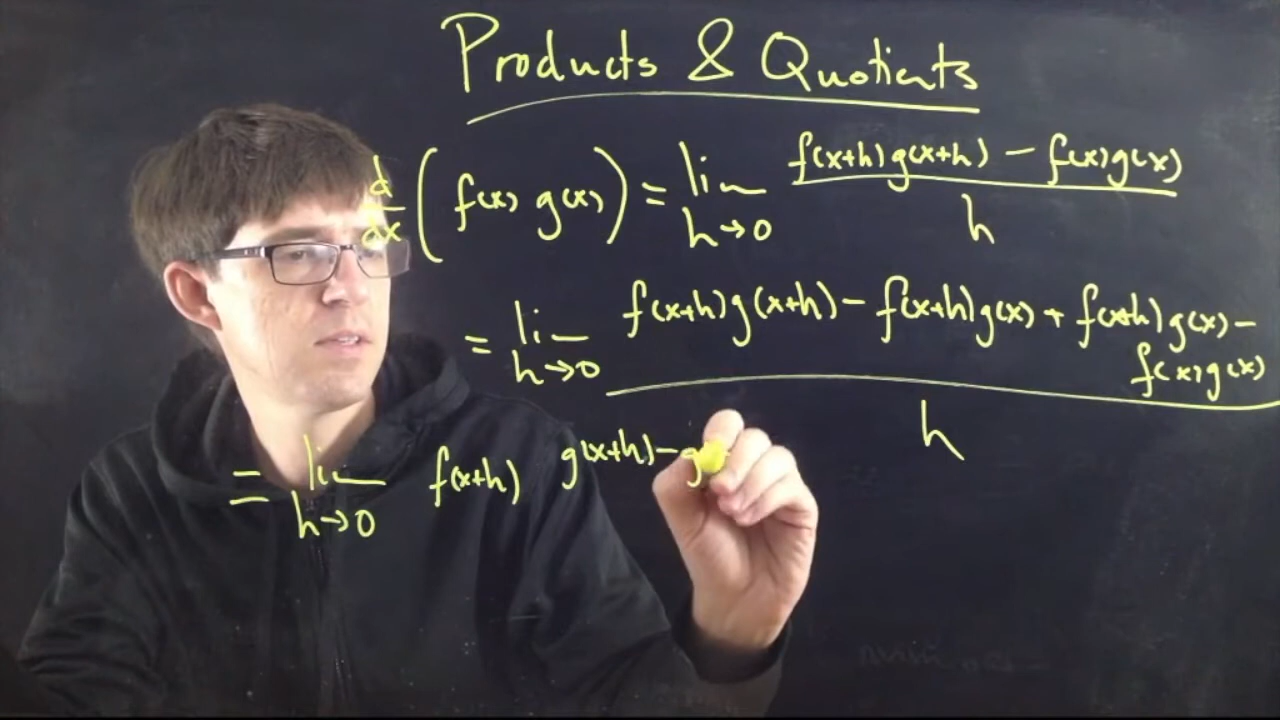 Products & Quotients
d/dx ( f(x) g(x) ) = lim h→0 f(x+h)g(x+h) - f(x)g(x) / h
= lim h→0 f(x+h)g(x+h) - f(x+h)g(x) + f(x+h)g(x) - f(x)g(x) / h
= lim h→0 f(x+h) g(x+h) - g